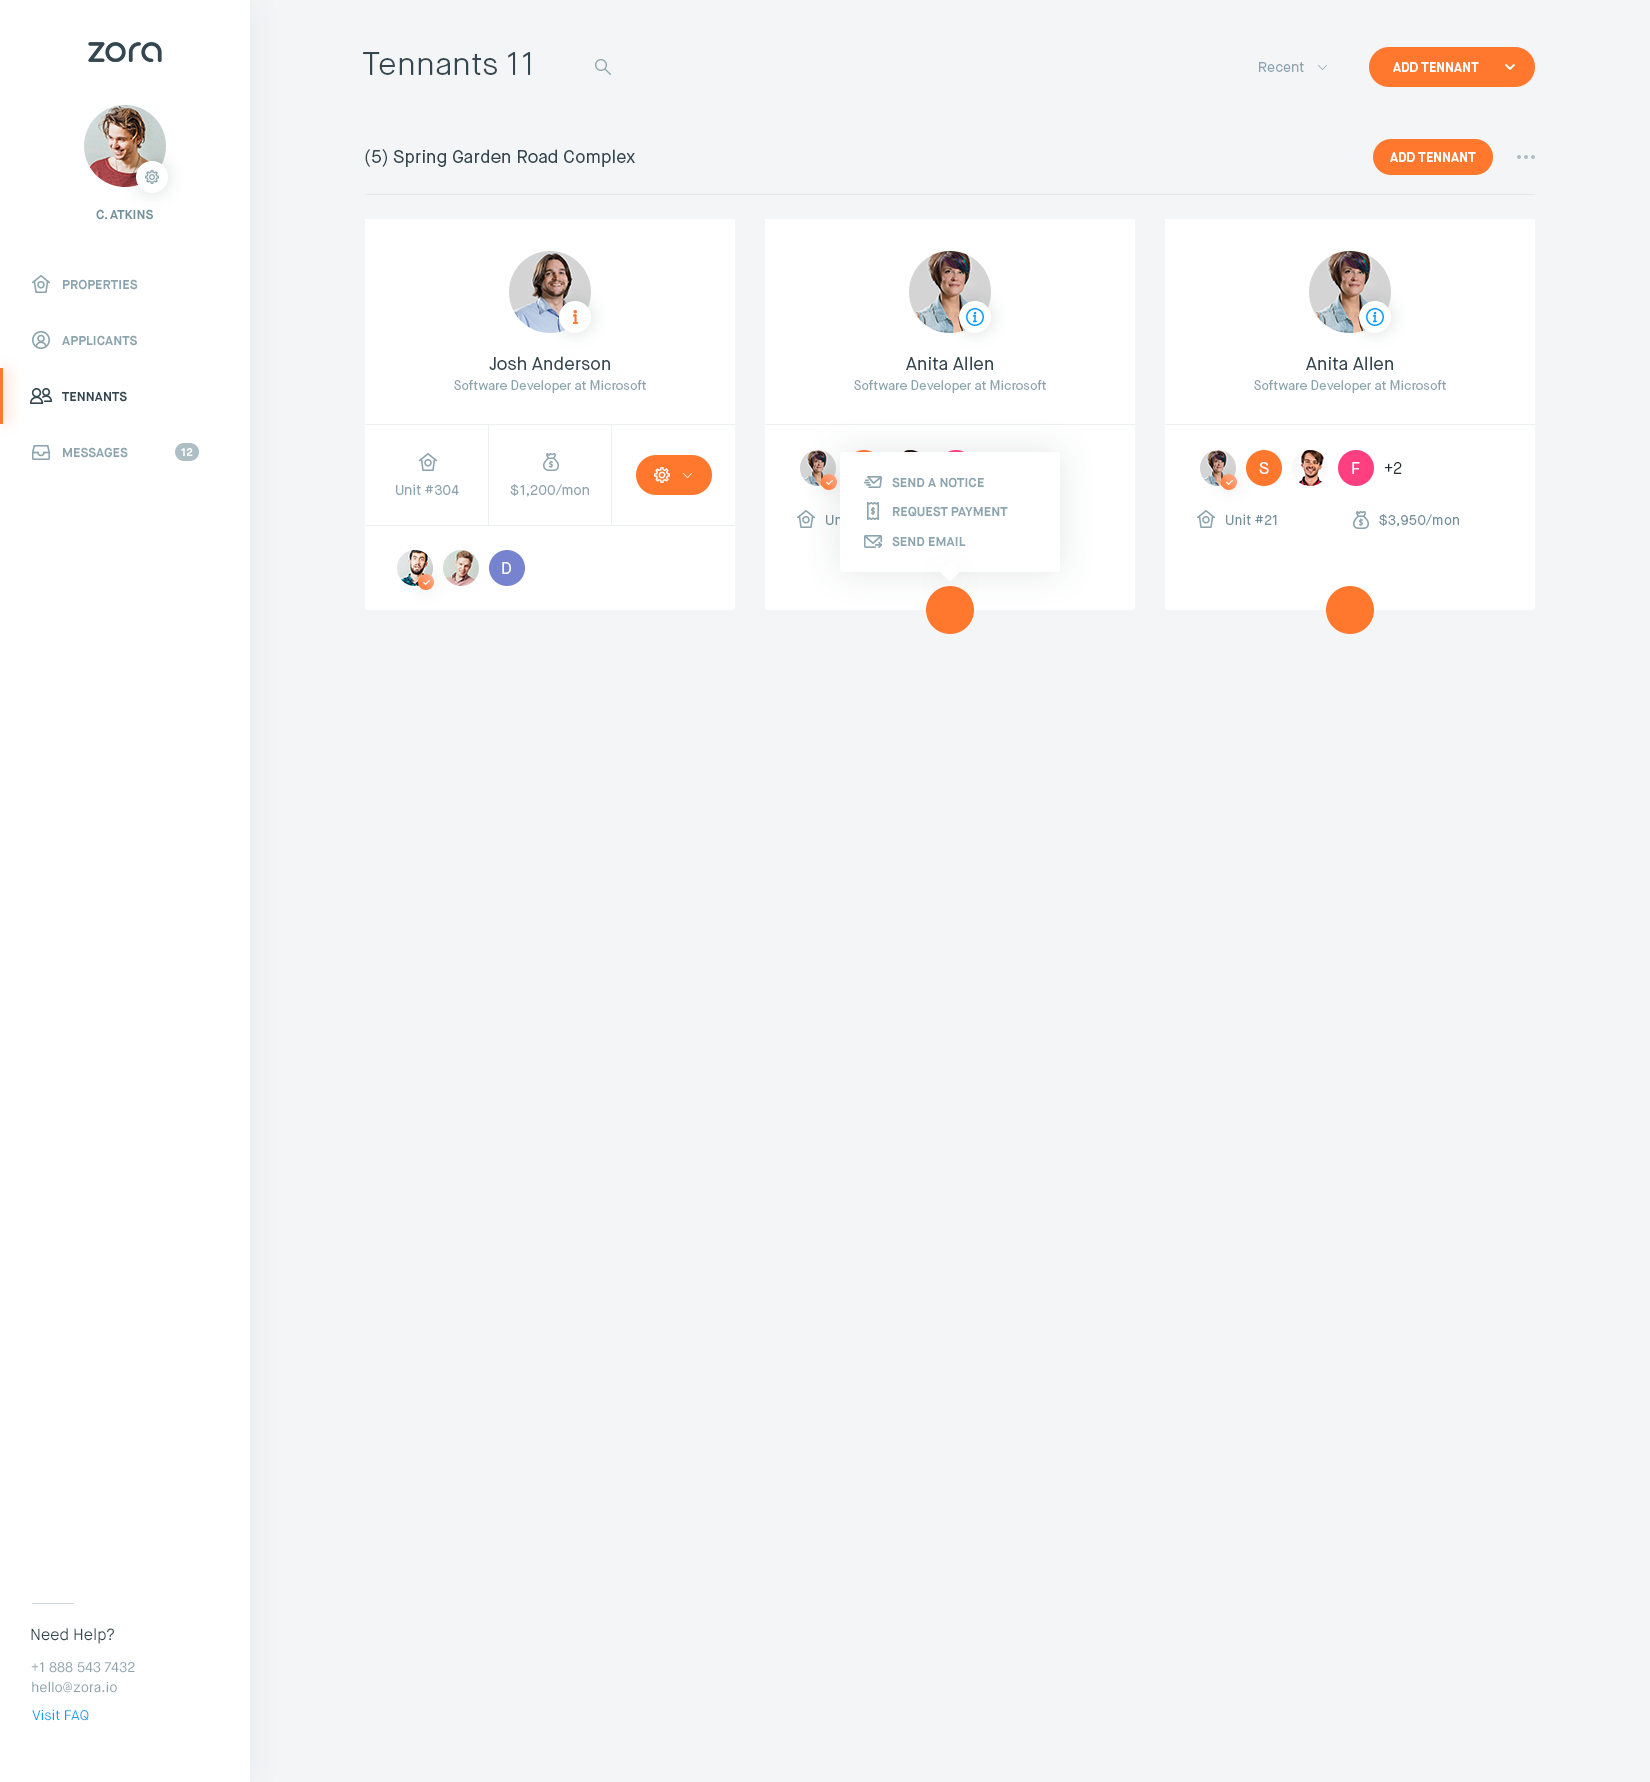 zora
C. ATKINS
PROPERTIES
APPLICANTS
TENNANTS
MESSAGES 12
Need Help?
+1 888 543 7432
hello@zora.io
Visit FAQ
Tennants 11
Recent
ADD TENNANT
(5) Spring Garden Road Complex
ADD TENNANT
Josh Anderson
Software Developer at Microsoft
Unit #304
$1,200/mon
D
Anita Allen
Software Developer at Microsoft
SEND A NOTICE
REQUEST PAYMENT
SEND EMAIL
Anita Allen
Software Developer at Microsoft
S F +2
Unit #21 $3,950/mon